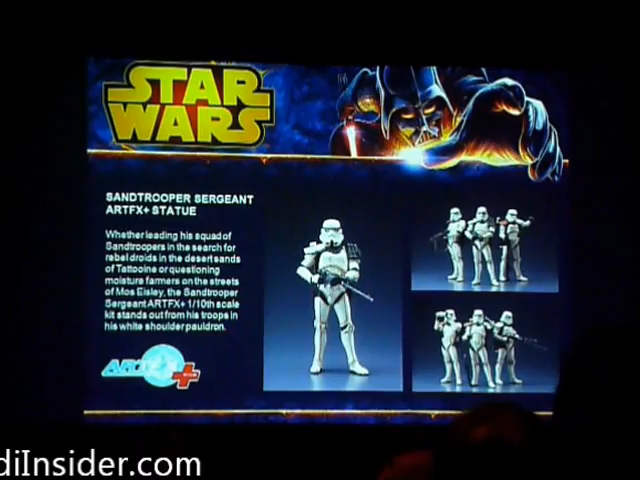 STAR
WARS
SANDTROOPER SERGEANT
ARTFX+ STATUE
Whether leading his squad of
Sandtroopers in the search for
rebel droids in the desert sands
of Tattooine or questioning
moisture farmers on the streets
of Mos Eisley, the Sandtrooper
Sergeant ARTFX+ 1/10th scale
kit stands out from his troops in
his white shoulder pauldron.
ARTFX+
diInsider.com